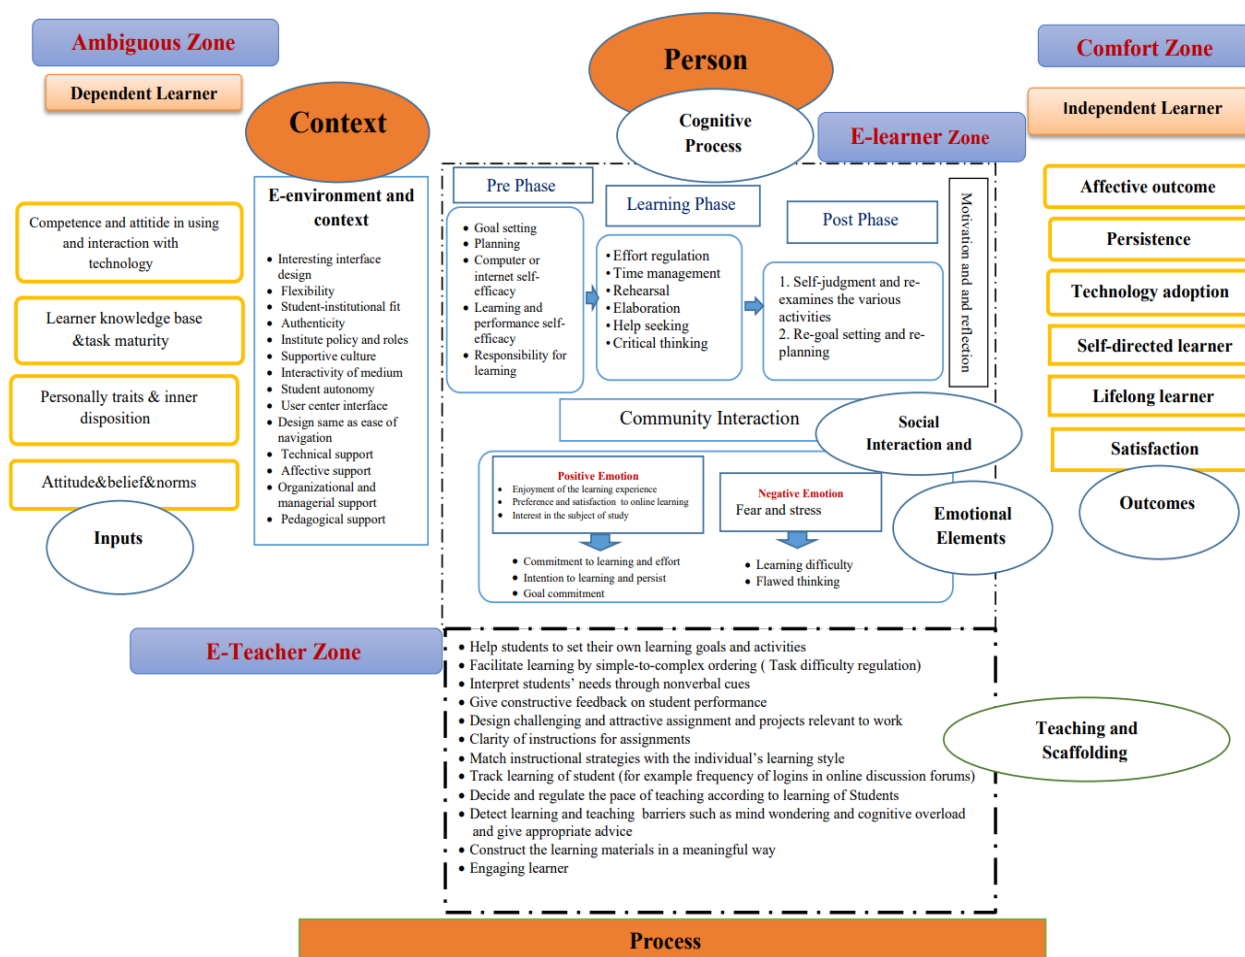 Ambiguous Zone
Dependent Learner
Competence and attitide in using
and interaction with
technology
Learner knowledge base
&task maturity
Personally traits & inner
disposition
Attitude&belief&norms
Inputs
Context
E-environment and
context
• Interesting interface
design
• Flexibility
• Student-institutional fit
• Authenticity
• Institute policy and roles
• Supportive culture
• Interactivity of medium
• Student autonomy
• User center interface
• Design same as ease of
navigation
• Technical support
• Affective support
• Organizational and
managerial support
• Pedagogical support
Person
Cognitive
Process
E-learner Zone
Pre Phase
• Goal setting
• Planning
• Computer or
internet self-
efficacy
• Learning and
performance self-
efficacy
• Responsibility for
learning
Learning Phase
• Effort regulation
• Time management
• Rehearsal
• Elaboration
• Help seeking
• Critical thinking
Post Phase
1. Self-judgment and re-
examines the various
activities
2. Re-goal setting and re-
planning
Motivation and and reflection
Community Interaction
Social
Interaction and
Positive Emotion
• Enjoyment of the learning experience
• Preference and satisfaction to online learning
• Interest in the subject of study
Negative Emotion
Fear and stress
Emotional
Elements
• Commitment to learning and effort
• Intention to learning and persist
• Goal commitment
• Learning difficulty
• Flawed thinking
Comfort Zone
Independent Learner
Affective outcome
Persistence
Technology adoption
Self-directed learner
Lifelong learner
Satisfaction
Outcomes
E-Teacher Zone
• Help students to set their own learning goals and activities
• Facilitate learning by simple-to-complex ordering ( Task difficulty regulation)
• Interpret students’ needs through nonverbal cues
• Give constructive feedback on student performance
• Design challenging and attractive assignment and projects relevant to work
• Clarity of instructions for assignments
• Match instructional strategies with the individual’s learning style
• Track learning of student (for example frequency of logins in online discussion forums)
• Decide and regulate the pace of teaching according to learning of Students
• Detect learning and teaching barriers such as mind wondering and cognitive overload
and give appropriate advice
• Construct the learning materials in a meaningful way
• Engaging learner
Teaching and
Scaffolding
Process